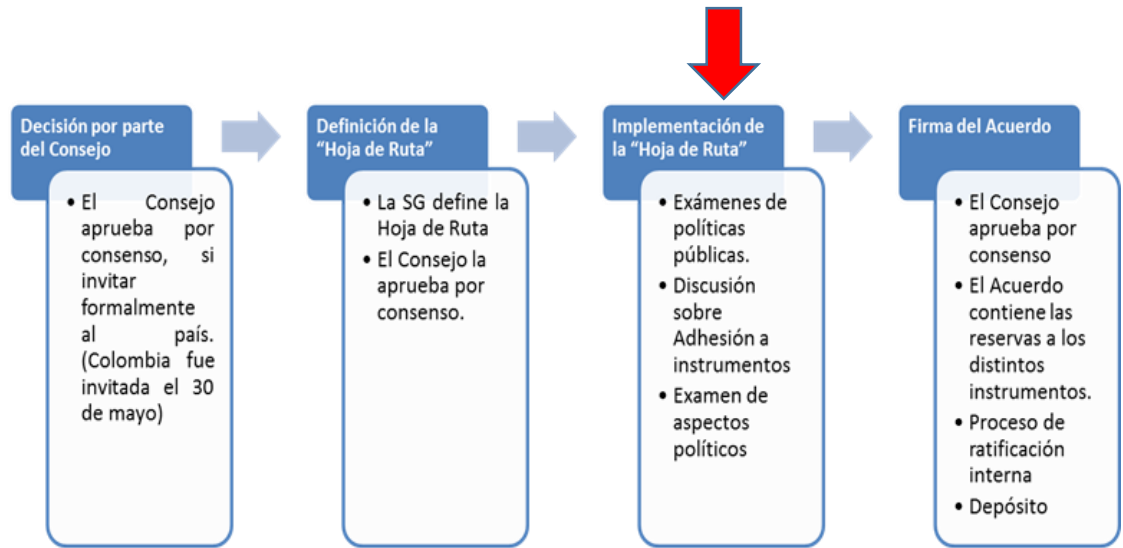 Decisión por parte
del Consejo
• El Consejo
aprueba por
consenso, si
invitar
formalmente
al país.
(Colombia fue
invitada el 30
de mayo)
Definición de la
“Hoja de Ruta”
• La SG define la
Hoja de Ruta
• El Consejo la
aprueba por
consenso.
Implementación de
la “Hoja de Ruta”
• Exámenes de
políticas
públicas.
• Discusión
sobre
Adhesión a
instrumentos
• Examen de
aspectos
políticos
Firma del Acuerdo
• El Consejo
aprueba por
consenso
• El Acuerdo
contiene las
reservas a los
distintos
instrumentos.
• Proceso de
ratificación
interna
• Depósito